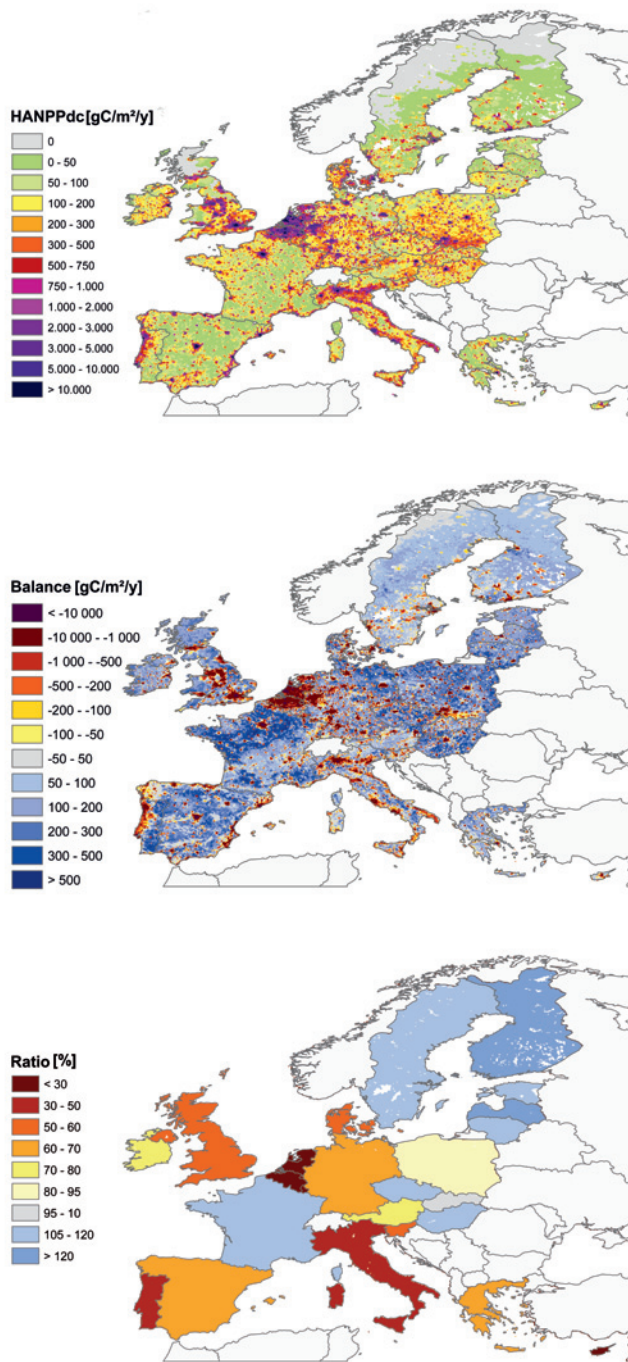 HANPPdc [gC/m²/y]
0
0 - 50
50 - 100
100 - 200
200 - 300
300 - 500
500 - 750
750 - 1.000
1.000 - 2.000
2.000 - 3.000
3.000 - 5.000
5.000 - 10.000
> 10.000
Balance [gC/m²/y]
< -10 000
-10 000 - -1 000
-1 000 - -500
-500 - -200
-200 - -100
-100 - -50
-50 - 50
50 - 100
100 - 200
200 - 300
300 - 500
> 500
Ratio [%]
< 30
30 - 50
50 - 60
60 - 70
70 - 80
80 - 95
95 - 10
105 - 120
> 120